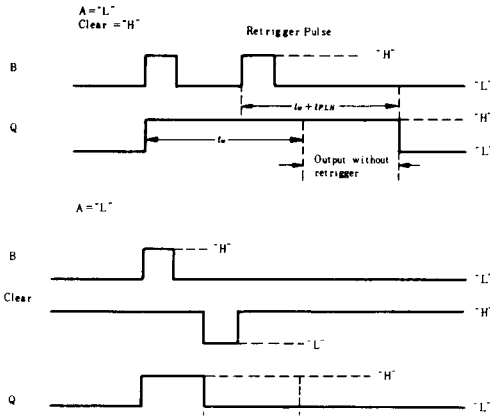 A="L"
Clear ="H"
Retrigger Pulse
B
"H"
"L"
tw + tPLH
Q
"H"
tw
"L"
Output without
retrigger
A="L"
B
"H"
"L"
Clear
"H"
"L"
Q
"H"
"L"